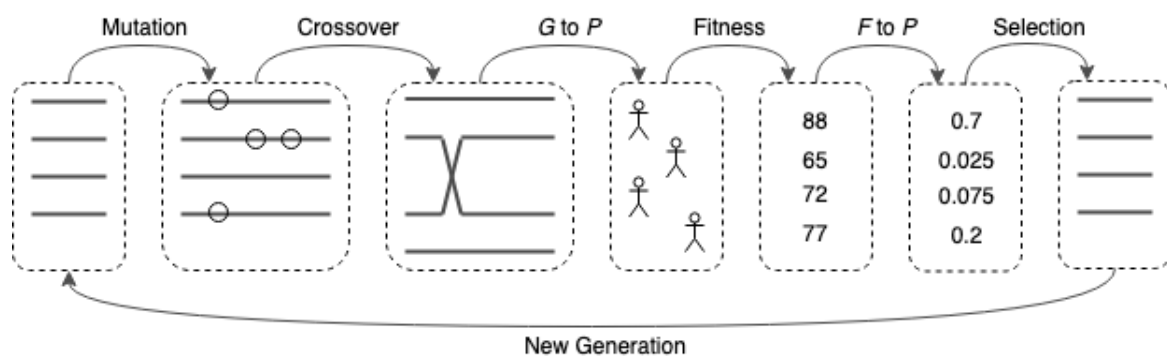 Mutation
Crossover
G to P
Fitness
F to P
Selection
88
65
72
77
0.7
0.025
0.075
0.2
New Generation